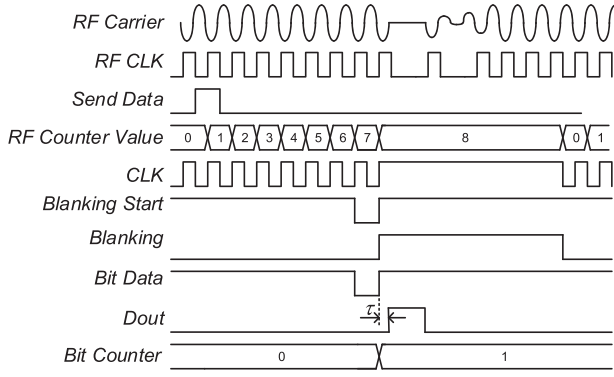 RF Carrier
RF CLK
Send Data
RF Counter Value 0 1 2 3 4 5 6 7 8 0 1
CLK
Blanking Start
Blanking
Bit Data
τ
Dout
Bit Counter 0 1